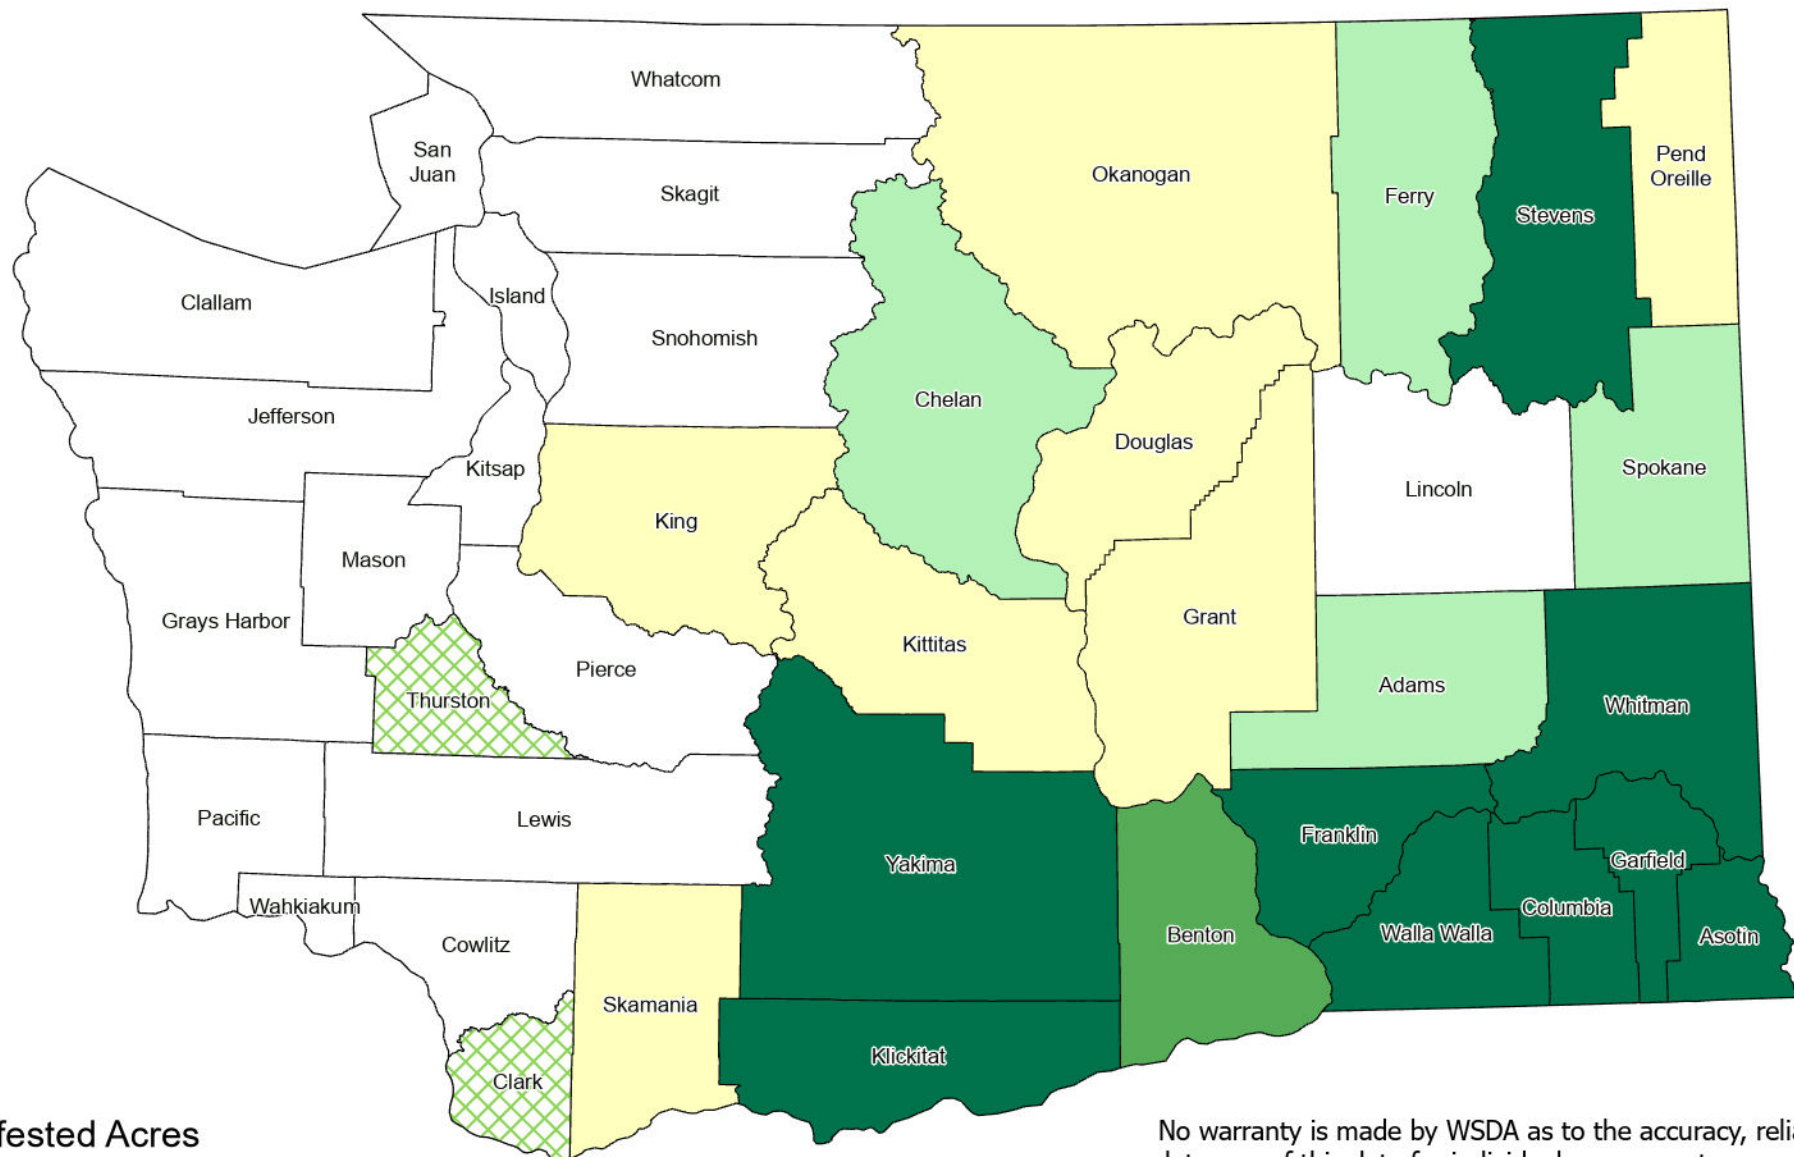 Whatcom
San
Juan
Skagit
Okanogan
Ferry
Stevens
Pend
Oreille
Clallam
Island
Snohomish
Chelan
Jefferson
Douglas
Kitsap
Lincoln
Spokane
King
Mason
Grays Harbor
Kittitas
Grant
Pierce
Thurston
Adams
Whitman
Pacific
Lewis
Yakima
Franklin
Garfield
Wahkiakum
Columbia
Walla Walla
Benton
Asotin
Cowlitz
Skamania
Klickitat
Clark
fested Acres
No warranty is made by WSDA as to the accuracy, relia